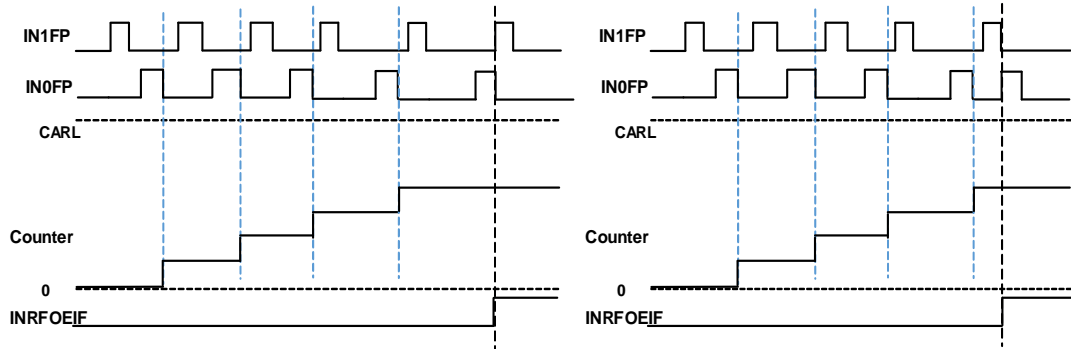 IN1FP
IN0FP
CARL
Counter
0
INRFOEIF
IN1FP
IN0FP
CARL
Counter
0
INRFOEIF